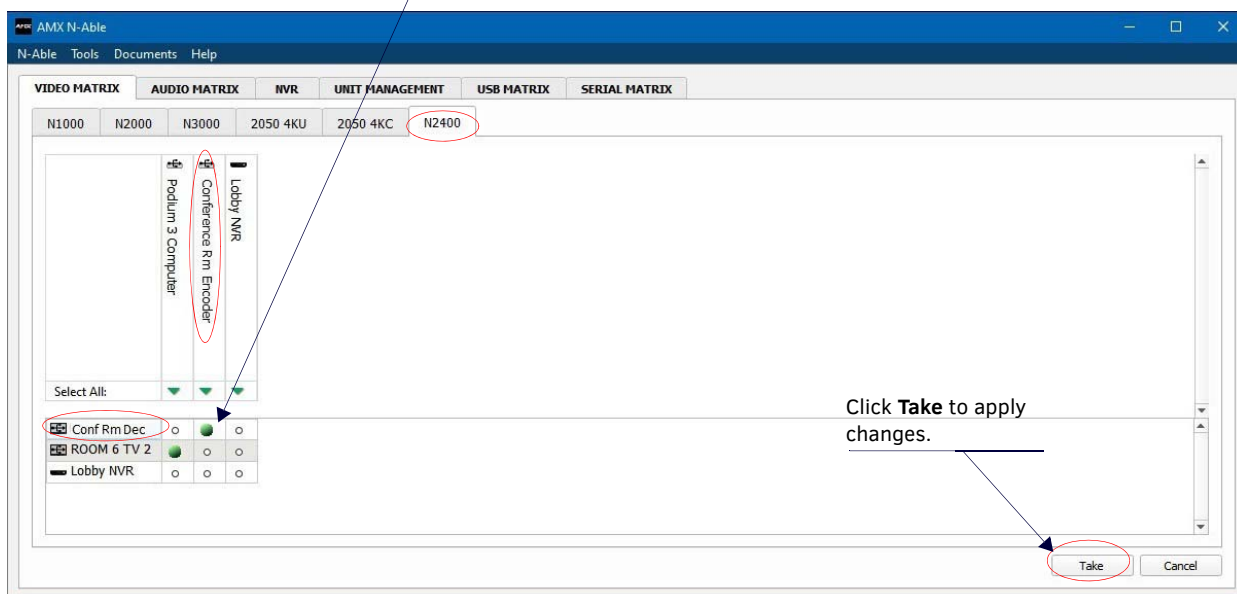 AMX AMX N-Able
N-Able Tools Documents Help
VIDEO MATRIX AUDIO MATRIX NVR UNIT MANAGEMENT USB MATRIX SERIAL MATRIX
N1000 N2000 N3000 2050 4KU 2050 4KC N2400
Podium 3 Computer
Conference Rm Encoder
Lobby NVR
Select All:
Conf Rm Dec
ROOM 6 TV 2
Lobby NVR
Click Take to apply
changes.
Take Cancel